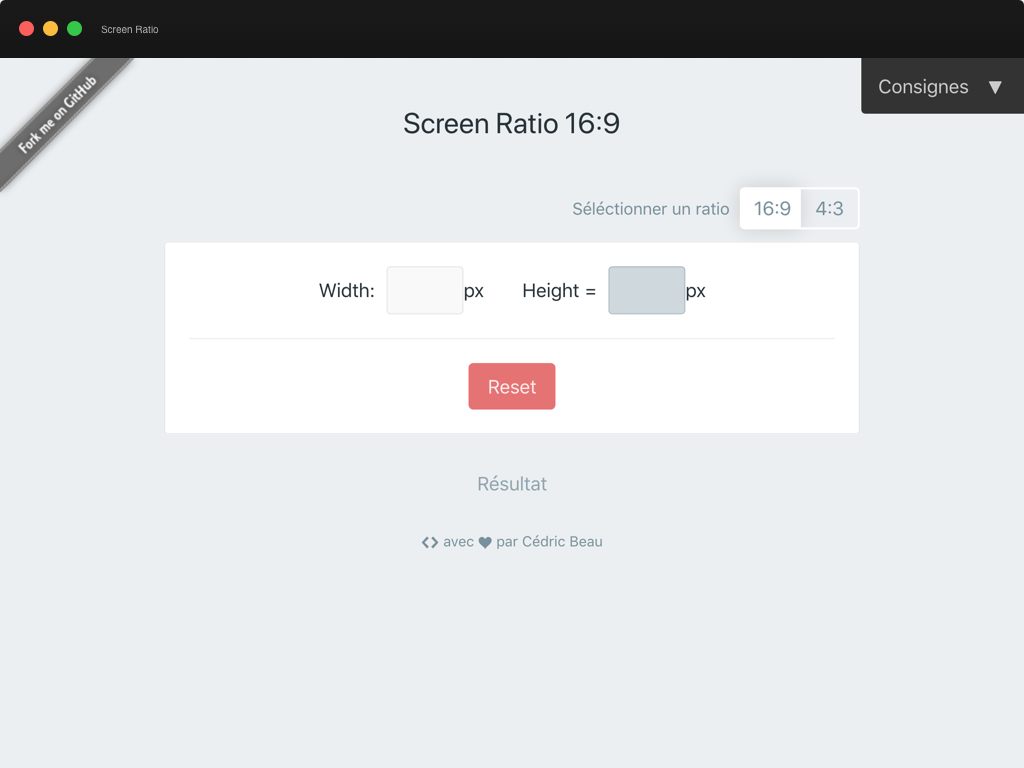 Screen Ratio
Fork me on GitHub
Consignes ▼
Screen Ratio 16:9
Séléctionner un ratio 16:9 4:3
Width: px Height = px
Reset
Résultat
<> avec ♥ par Cédric Beau